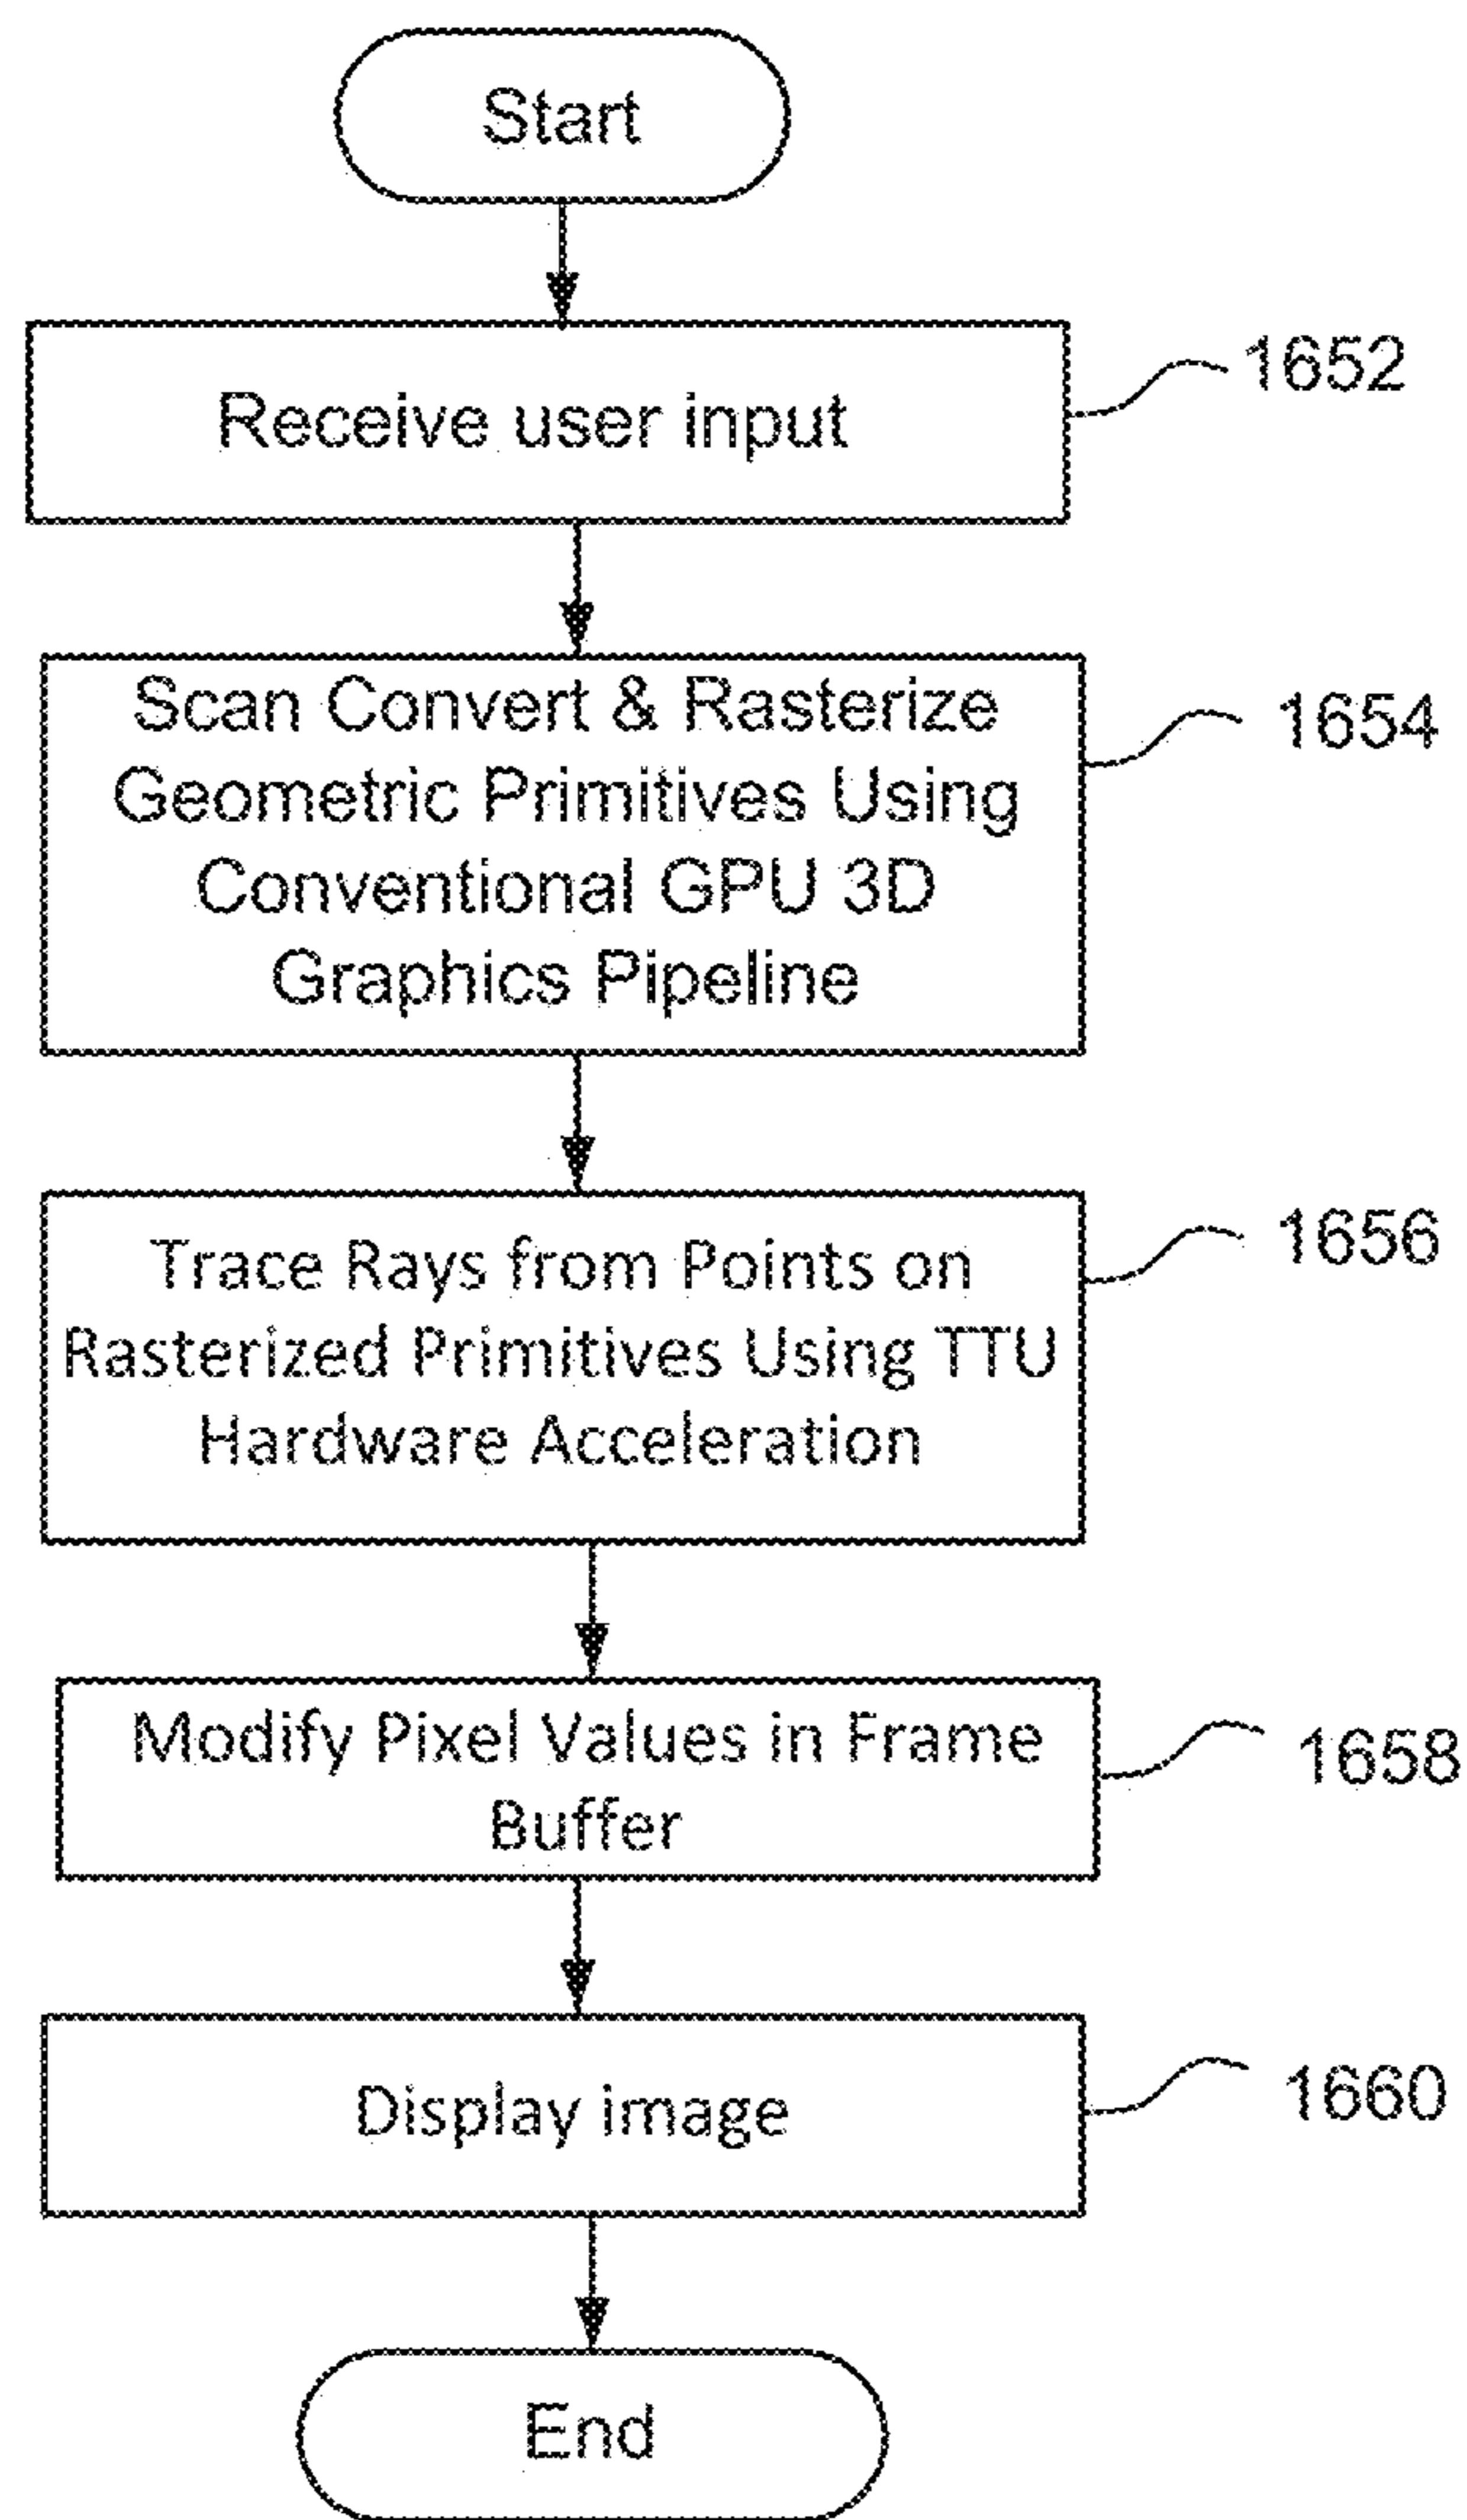 Start
Receive user input
1652
Scan Convert & Rasterize
Geometric Primitives Using
Conventional GPU 3D
Graphics Pipeline
1654
Trace Rays from Points on
Rasterized Primitives Using TTU
Hardware Acceleration
1656
Modify Pixel Values in Frame
Buffer
1658
Display image
1660
End